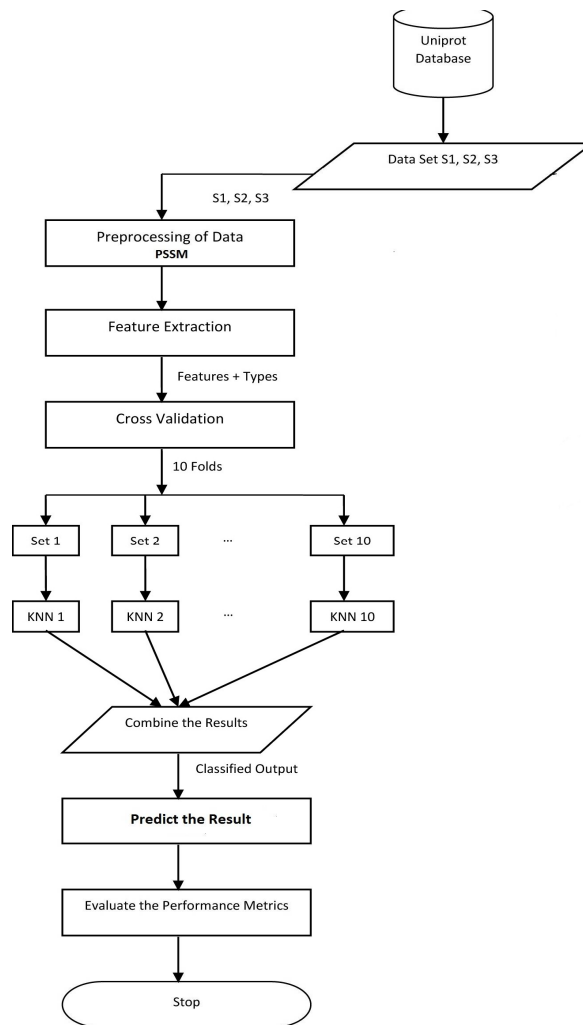 Uniprot
Database
Data Set S1, S2, S3
S1, S2, S3
Preprocessing of Data
PSSM
Feature Extraction
Features + Types
Cross Validation
10 Folds
Set 1
Set 2
...
Set 10
KNN 1
KNN 2
...
KNN 10
Combine the Results
Classified Output
Predict the Result
Evaluate the Performance Metrics
Stop